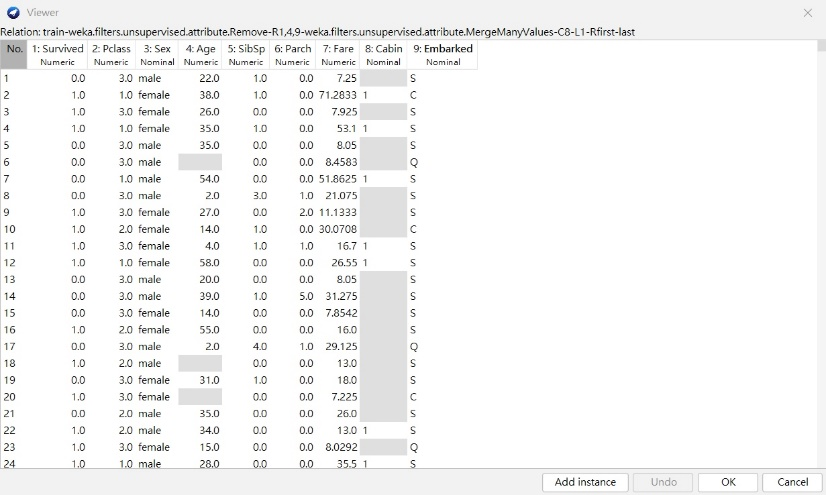 Viewer
Relation: train-weka.filters.unsupervised.attribute.Remove-R1,4,9-weka.filters.unsupervised.attribute.MergeManyValues-C8-L1-Rfirst-last
No. 1: Survived 2: Pclass 3: Sex 4: Age 5: SibSp 6: Parch 7: Fare 8: Cabin 9: Embarked
Numeric Numeric Nominal Numeric Numeric Numeric Numeric Nominal Nominal
1 0.0 3.0 male 22.0 1.0 0.0 7.25 S
2 1.0 1.0 female 38.0 1.0 0.0 71.2833 1 C
3 1.0 3.0 female 26.0 0.0 0.0 7.925 S
4 1.0 1.0 female 35.0 1.0 0.0 53.1 1 S
5 0.0 3.0 male 35.0 0.0 0.0 8.05 S
6 0.0 3.0 male 0.0 0.0 8.4583 Q
7 0.0 1.0 male 54.0 0.0 0.0 51.8625 1 S
8 0.0 3.0 male 2.0 3.0 1.0 21.075 S
9 1.0 3.0 female 27.0 0.0 2.0 11.1333 S
10 1.0 2.0 female 14.0 1.0 0.0 30.0708 C
11 1.0 3.0 female 4.0 1.0 1.0 16.7 1 S
12 1.0 1.0 female 58.0 0.0 0.0 26.55 1 S
13 0.0 3.0 male 20.0 0.0 0.0 8.05 S
14 0.0 3.0 male 39.0 1.0 5.0 31.275 S
15 0.0 3.0 female 14.0 0.0 0.0 7.8542 S
16 1.0 2.0 female 55.0 0.0 0.0 16.0 S
17 0.0 3.0 male 2.0 4.0 1.0 29.125 Q
18 1.0 2.0 male 0.0 0.0 13.0 S
19 0.0 3.0 female 31.0 1.0 0.0 18.0 S
20 1.0 3.0 female 0.0 0.0 7.225 C
21 0.0 2.0 male 35.0 0.0 0.0 26.0 S
22 1.0 2.0 male 34.0 0.0 0.0 13.0 1 S
23 1.0 3.0 female 15.0 0.0 0.0 8.0292 Q
24 1.0 1.0 male 28.0 0.0 0.0 35.5 1 S
Add instance Undo OK Cancel